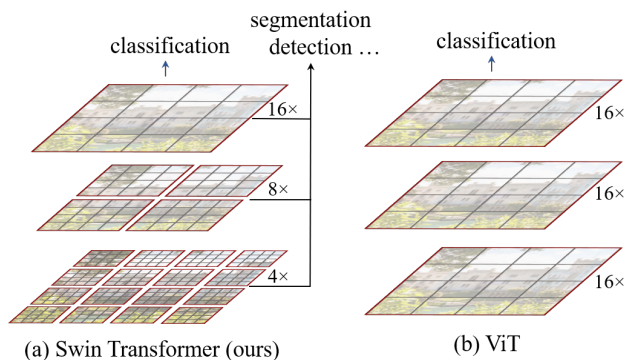 segmentation
classification
detection ...
classification
16×
8×
4×
16×
16×
16×
(a) Swin Transformer (ours)
(b) ViT